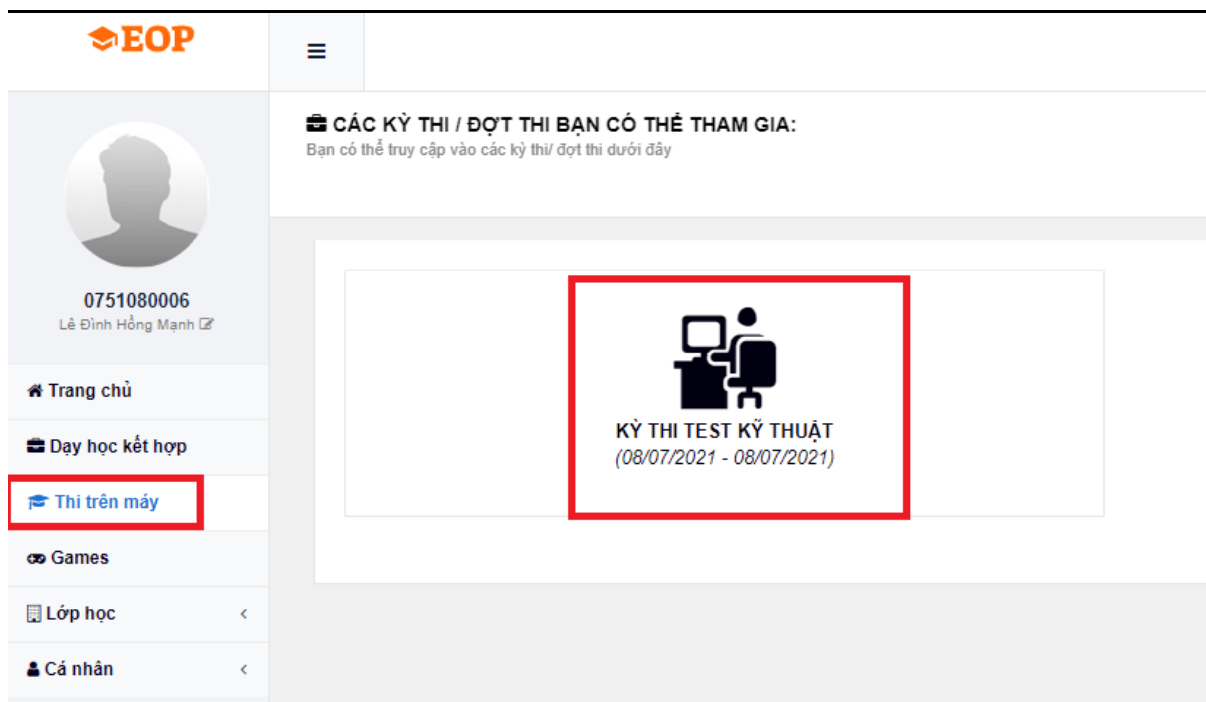 EOP
CÁC KỲ THI / ĐỢT THI BẠN CÓ THỂ THAM GIA:
Bạn có thể truy cập vào các kỳ thi/ đợt thi dưới đây
0751080006
Lê Đình Hồng Mạnh
Trang chủ
Dạy học kết hợp
Thi trên máy
Games
Lớp học
Cá nhân
KỲ THI TEST KỸ THUẬT
(08/07/2021 - 08/07/2021)